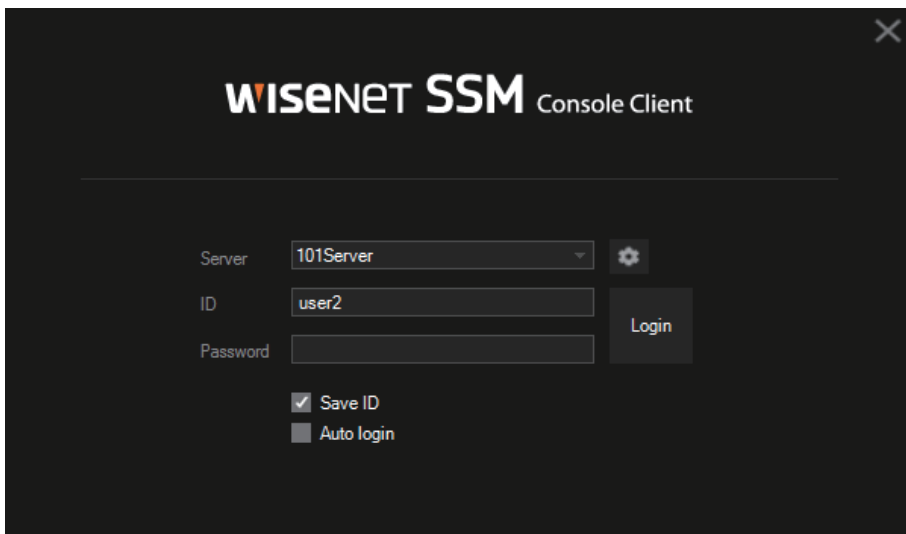 WISENET SSM Console Client
Server 101Server
ID user2
Login
Password
Save ID
Auto login